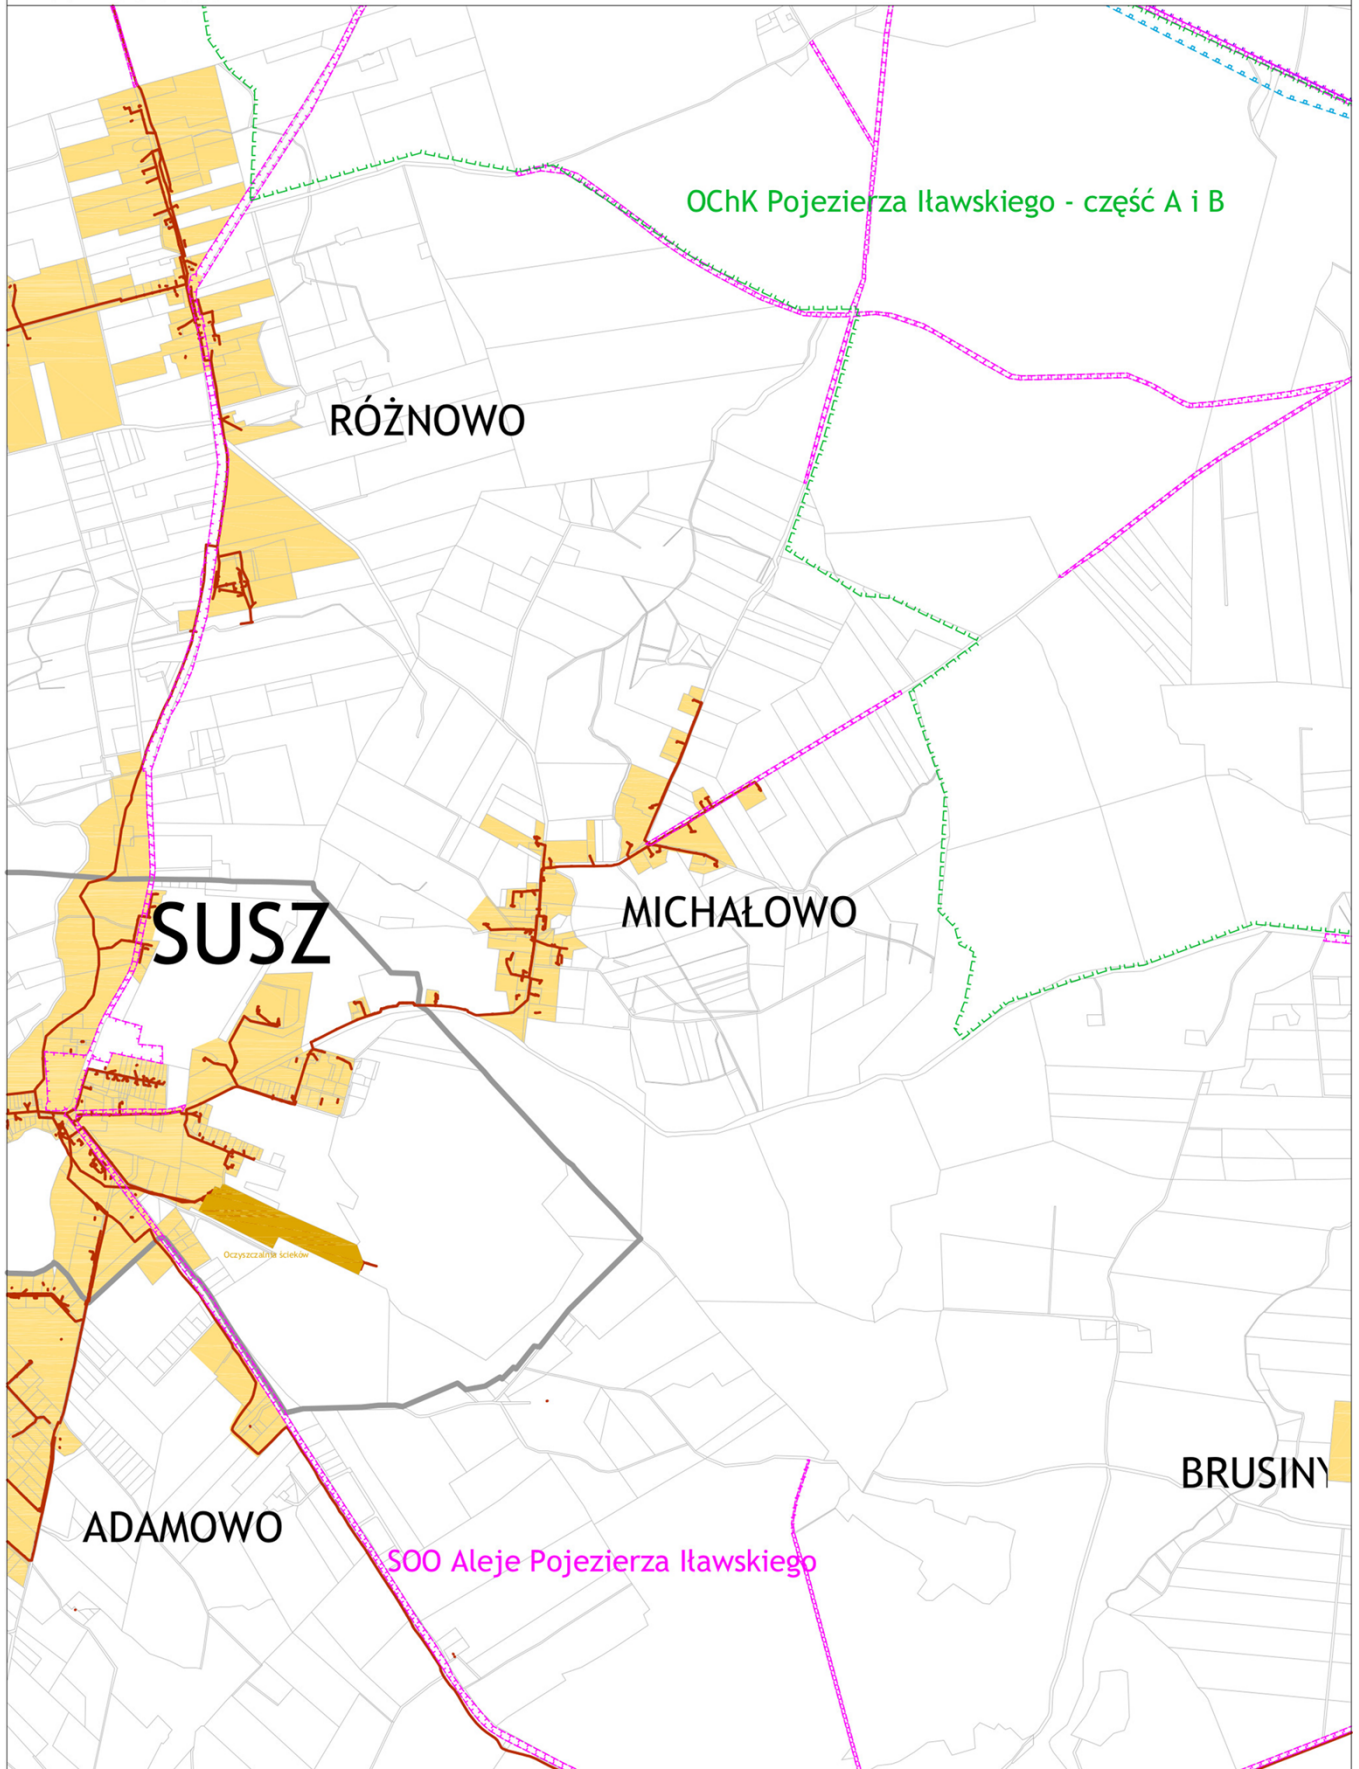 OChK Pojezierza Iławskiego - część A i B
RÓŻNOWO
MICHAŁOWO
SUSZ
Oczyszczalnia ścieków
BRUSINY
ADAMOWO
SOO Aleje Pojezierza Iławskiego